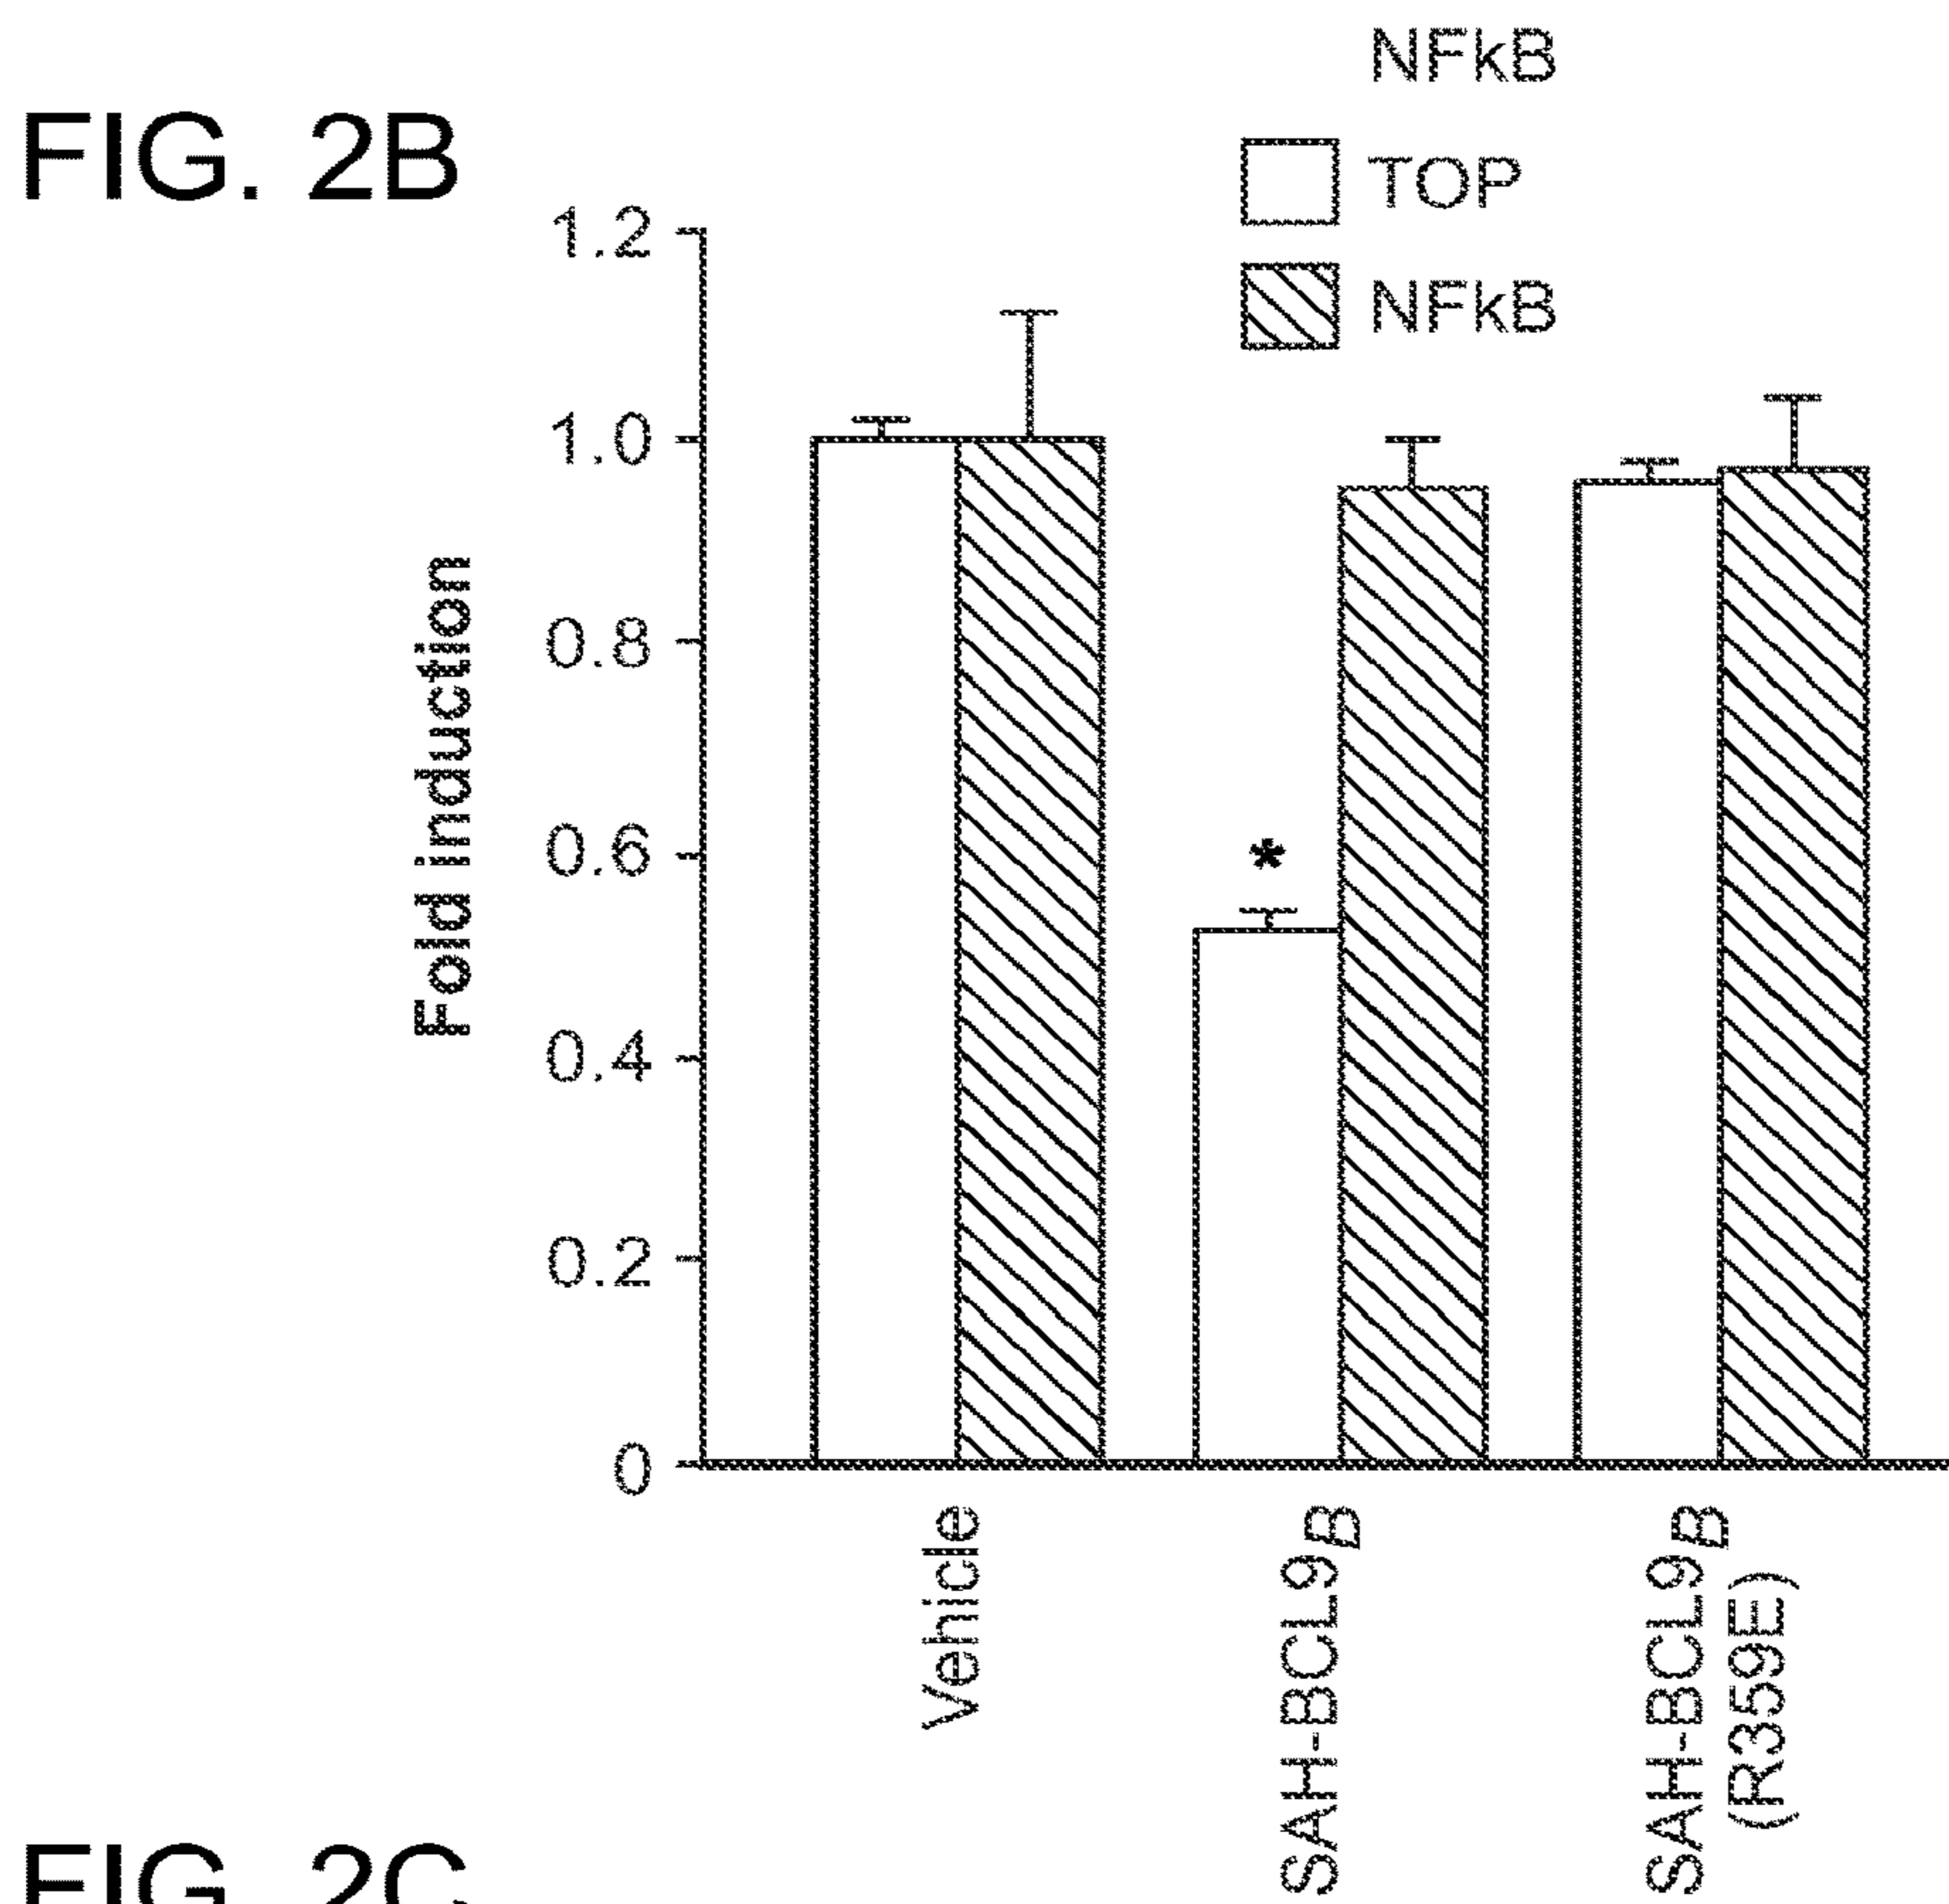 FIG. 2B
NFkB
TOP
NFkB
1.2
1.0
0.8
0.6
0.4
0.2
0
Fold induction
*
Vehicle
SAH-BCL9B
SAH-BCL9B
(R359E)
FIG. 2C